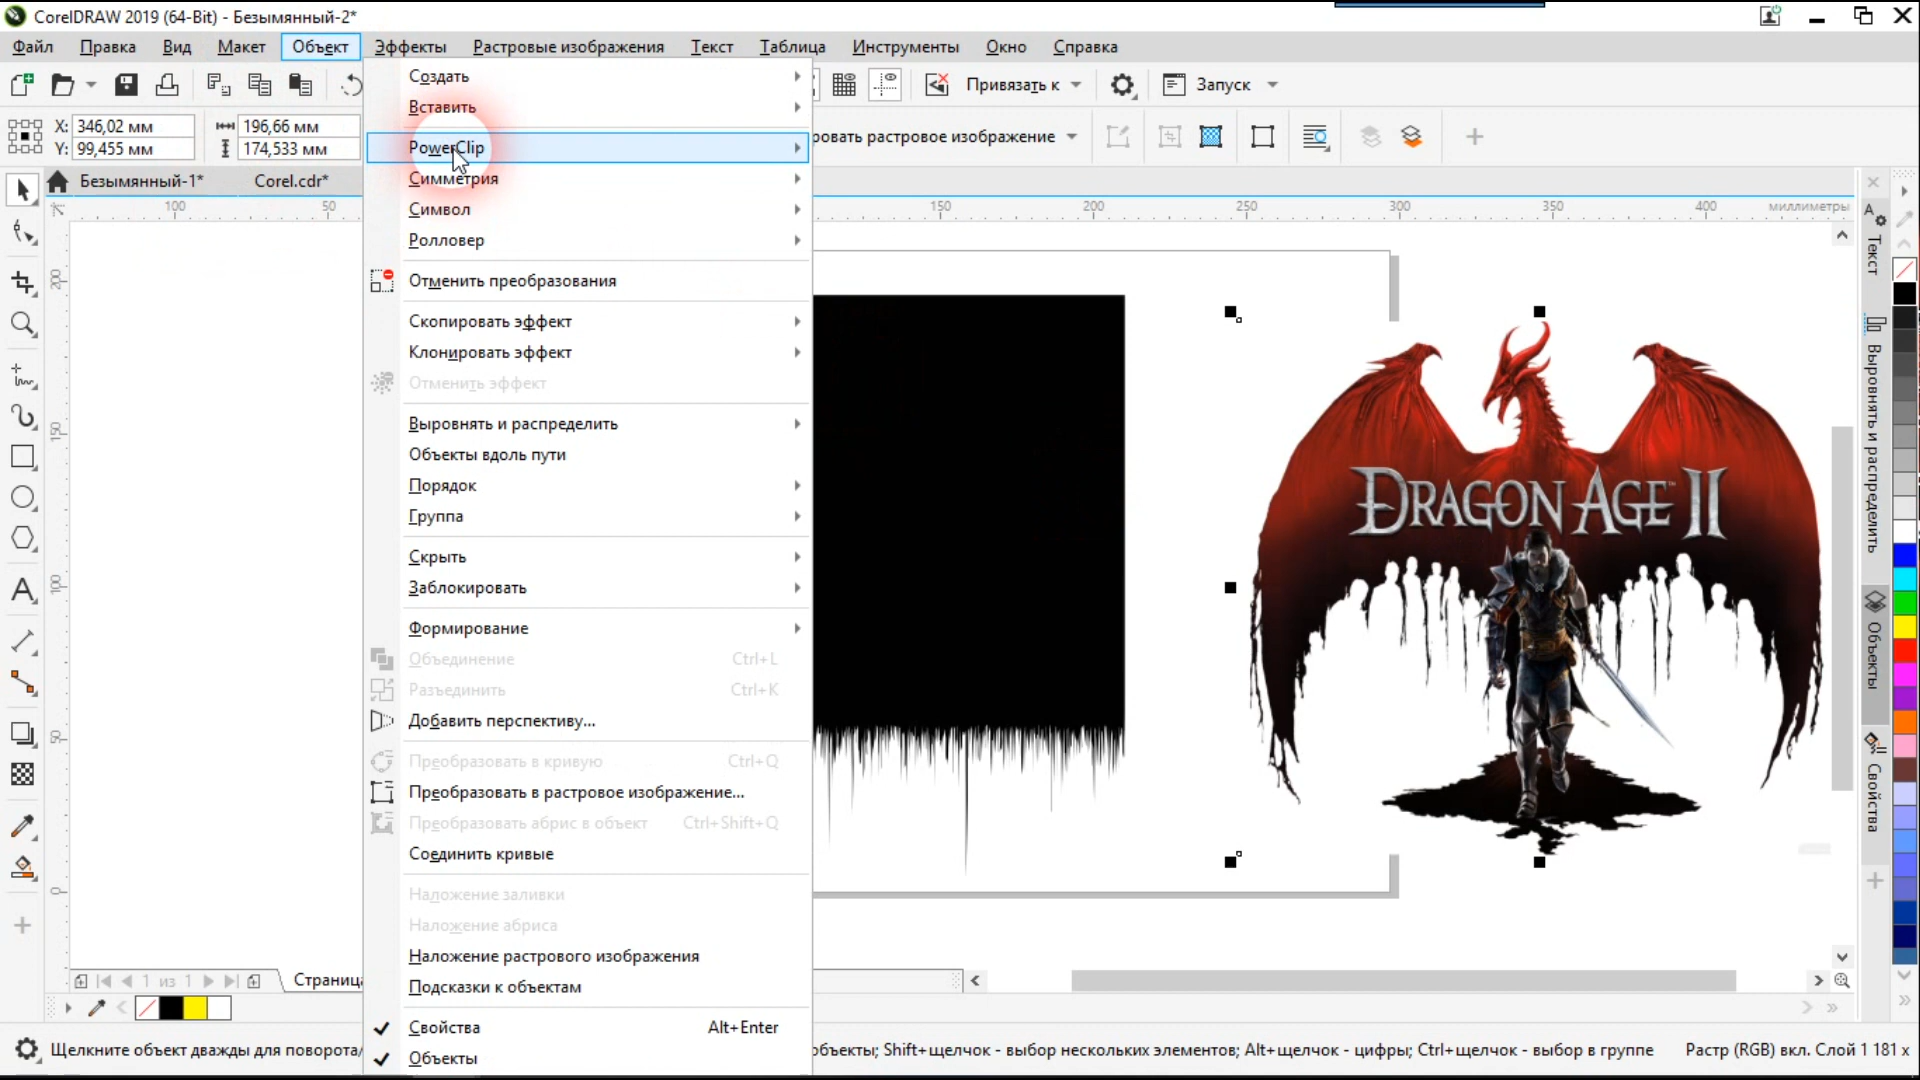 CorelDRAW 2019 (64-Bit) - Безымянный-2*
Файл Правка Вид Макет Объект Эффекты Растровые изображения Текст Таблица Инструменты Окно Справка
Привязать к Запуск
X: 346,02 мм 196,66 мм
Y: 99,455 мм 174,533 мм
ровать растровое изображение
Безымянный-1* Corel.cdr*
100 50 150 200 250 300 350 400 миллиметры
200
150
100
50
0
Создать
Вставить
PowerClip
Симметрия
Символ
Ролловер
Отменить преобразования
Скопировать эффект
Клонировать эффект
Отменить эффект
Выровнять и распределить
Объекты вдоль пути
Порядок
Группа
Скрыть
Заблокировать
Формирование
Объединение Ctrl+L
Разъединить Ctrl+K
Добавить перспективу...
Преобразовать в кривую Ctrl+Q
Преобразовать в растровое изображение...
Преобразовать абрис в объект Ctrl+Shift+Q
Соединить кривые
Наложение заливки
Наложение абриса
Наложение растрового изображения
Подсказки к объектам
Свойства Alt+Enter
Объекты
DRAGON AGE II
Текст
Выровнять и распределить
Объекты
Свойства
1 из 1 Страниц
Щелкните объект дважды для поворота/ объекты; Shift+щелчок - выбор нескольких элементов; Alt+щелчок - цифры; Ctrl+щелчок - выбор в группе Растр (RGB) вкл. Слой 1 181 x